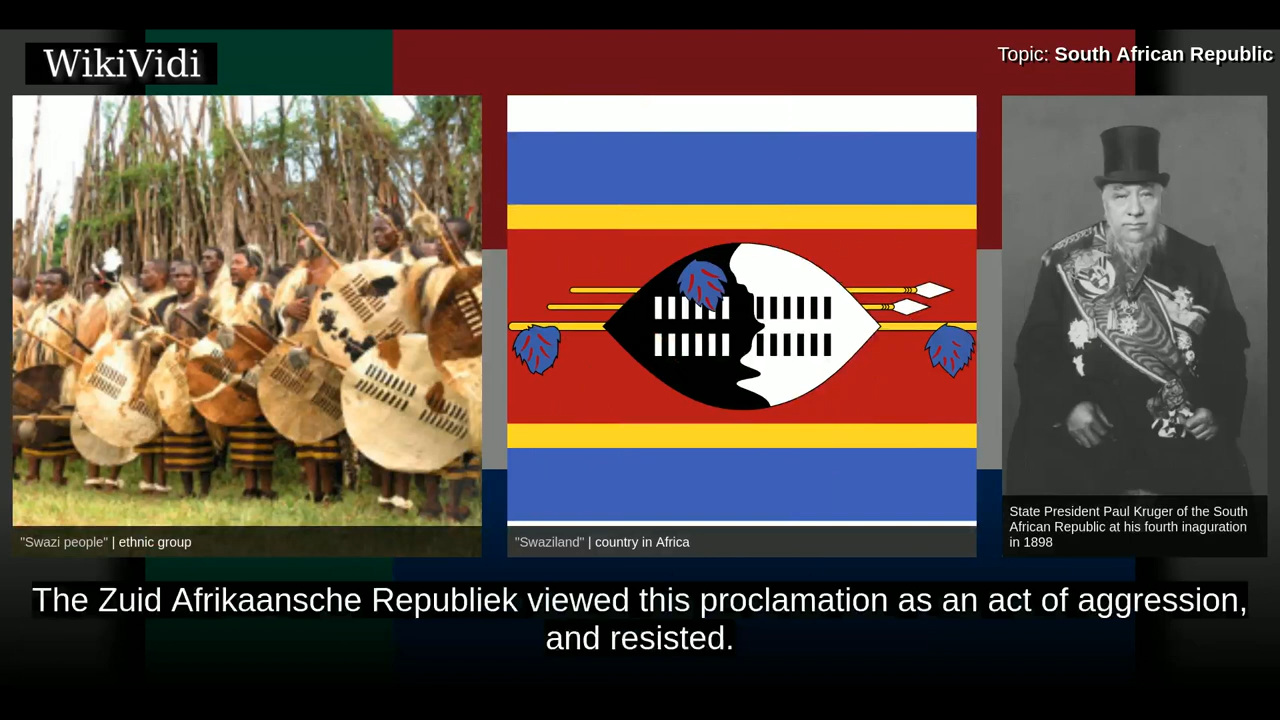 WikiVidi
Topic: South African Republic
"Swazi people" | ethnic group
"Swaziland" | country in Africa
State President Paul Kruger of the South
African Republic at his fourth inaguration
in 1898
The Zuid Afrikaansche Republiek viewed this proclamation as an act of aggression,
and resisted.